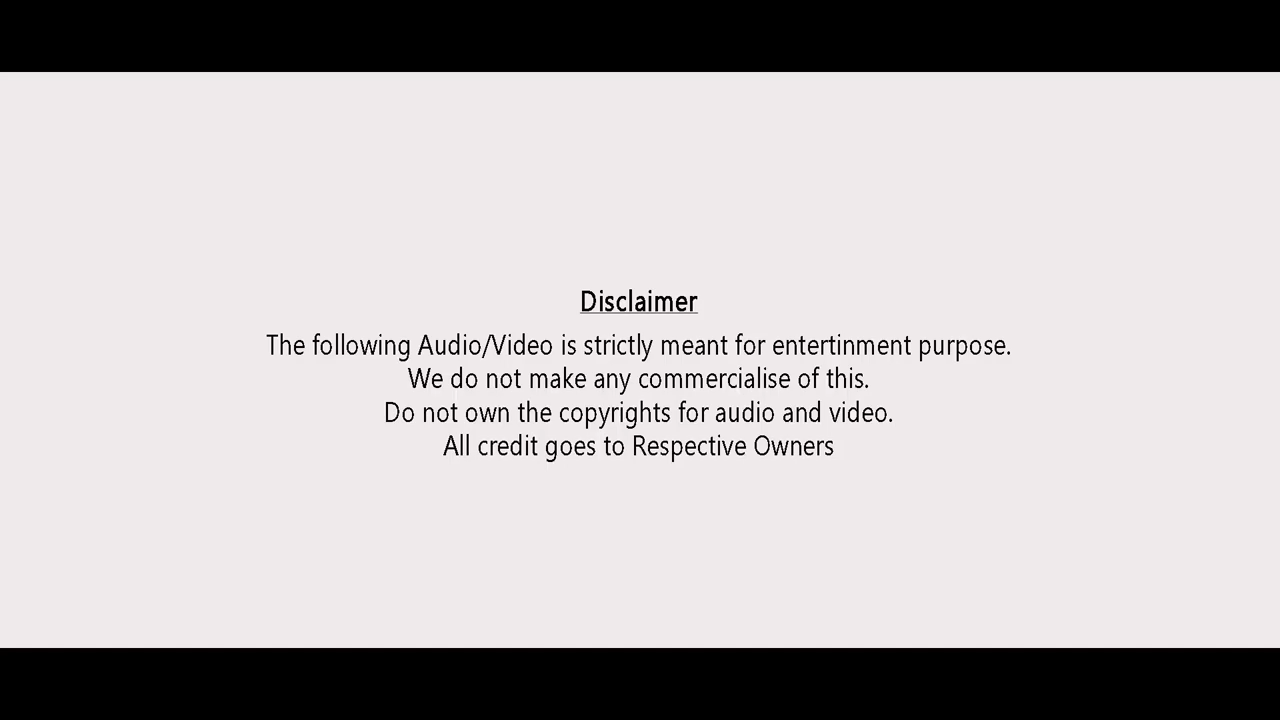 Disclaimer
The following Audio/Video is strictly meant for entertinment purpose.
We do not make any commercialise of this.
Do not own the copyrights for audio and video.
All credit goes to Respective Owners